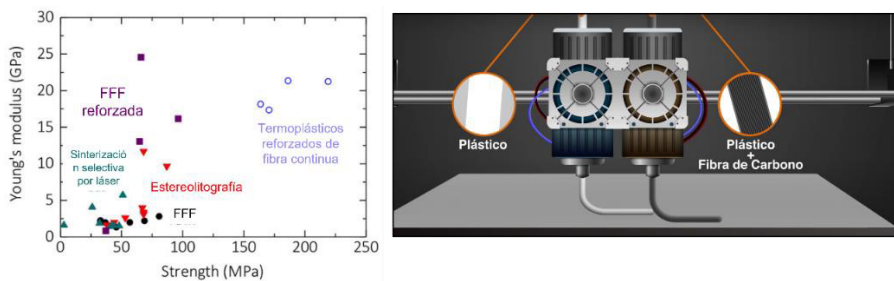 30
25
20
15
10
5
0
0
50
100
150
200
250
Young's modulus (GPa)
Strength (MPa)
FFF
reforzada
Sinterizació
n selectiva
por láser
Estereolitografía
FFF
Termoplásticos
reforzados de
fibra continua
Plástico
Plástico
+
Fibra de Carbono